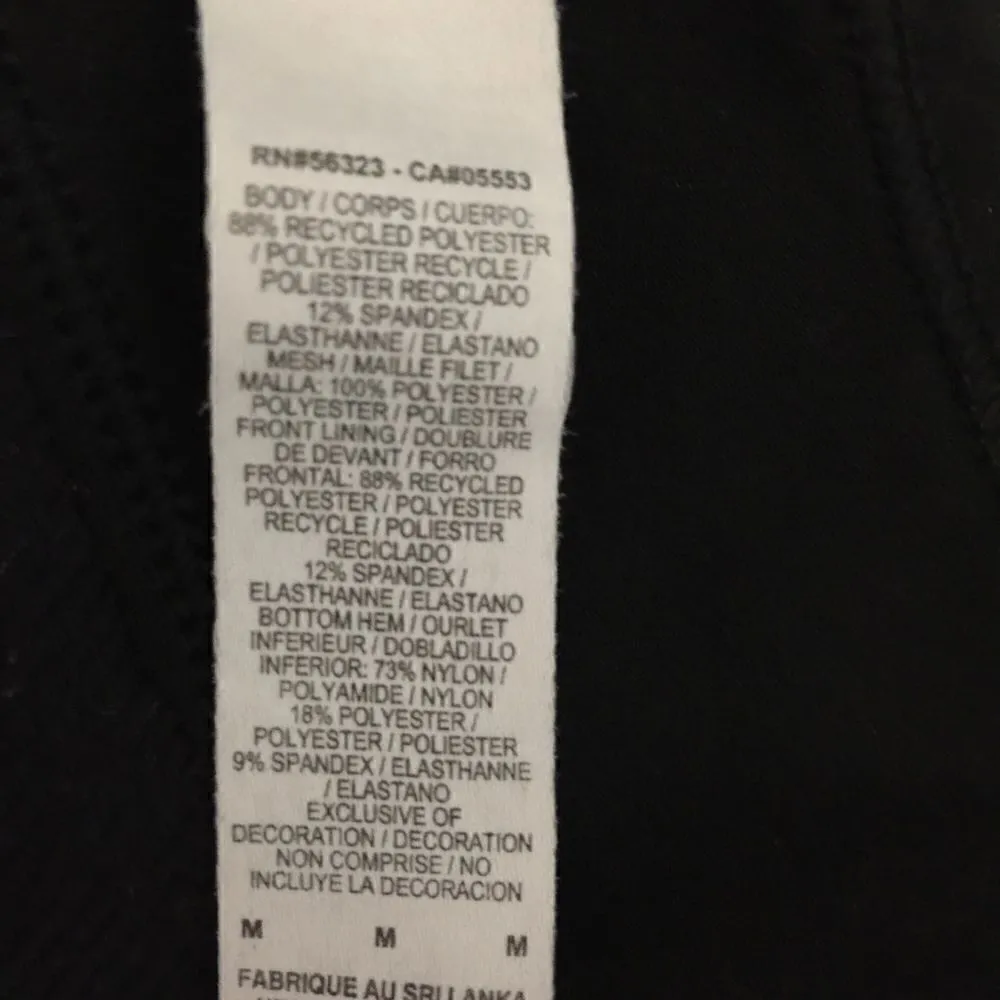 RN#56323 - CA#05553
BODY / CORPS / CUERPO:
88% RECYCLED POLYESTER
/ POLYESTER RECYCLE /
POLIESTER RECICLADO
12% SPANDEX /
ELASTHANNE / ELASTANO
MESH / MAILLE FILET /
MALLA: 100% POLYESTER /
POLYESTER / POLIESTER
FRONT LINING / DOUBLURE
DE DEVANT / FORRO
FRONTAL: 88% RECYCLED
POLYESTER / POLYESTER
RECYCLE / POLIESTER
RECICLADO
12% SPANDEX /
ELASTHANNE / ELASTANO
BOTTOM HEM / OURLET
INFERIEUR / DOBLADILLO
INFERIOR: 73% NYLON /
POLYAMIDE / NYLON
18% POLYESTER /
POLYESTER / POLIESTER
9% SPANDEX / ELASTHANNE
/ ELASTANO
EXCLUSIVE OF
DECORATION / DECORATION
NON COMPRISE / NO
INCLUYE LA DECORACION
M M M
FABRIQUE AU SRI LANKA